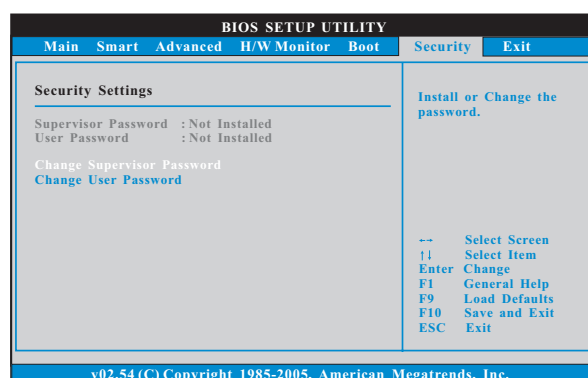 BIOS SETUP UTILITY
Main Smart Advanced H/W Monitor Boot Security Exit
Security Settings
Supervisor Password : Not Installed
User Password : Not Installed
Change Supervisor Password
Change User Password
Install or Change the
password.
←→ Select Screen
↑↓ Select Item
Enter Change
F1 General Help
F9 Load Defaults
F10 Save and Exit
ESC Exit
v02.54 (C) Copyright 1985-2005, American Megatrends, Inc.